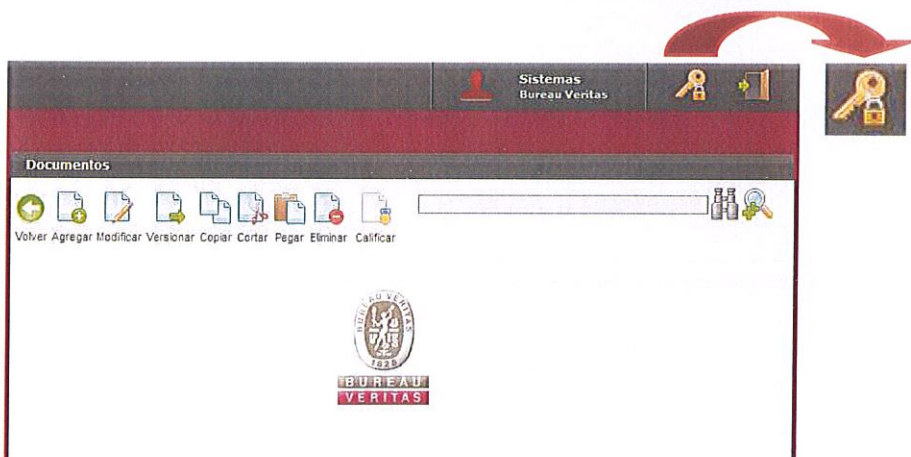 Sistemas
Bureau Veritas
Documentos
Volver Agregar Modificar Versionar Copiar Cortar Pegar Eliminar Calificar
BUREAU VERITAS
1828
BUREAU
VERITAS